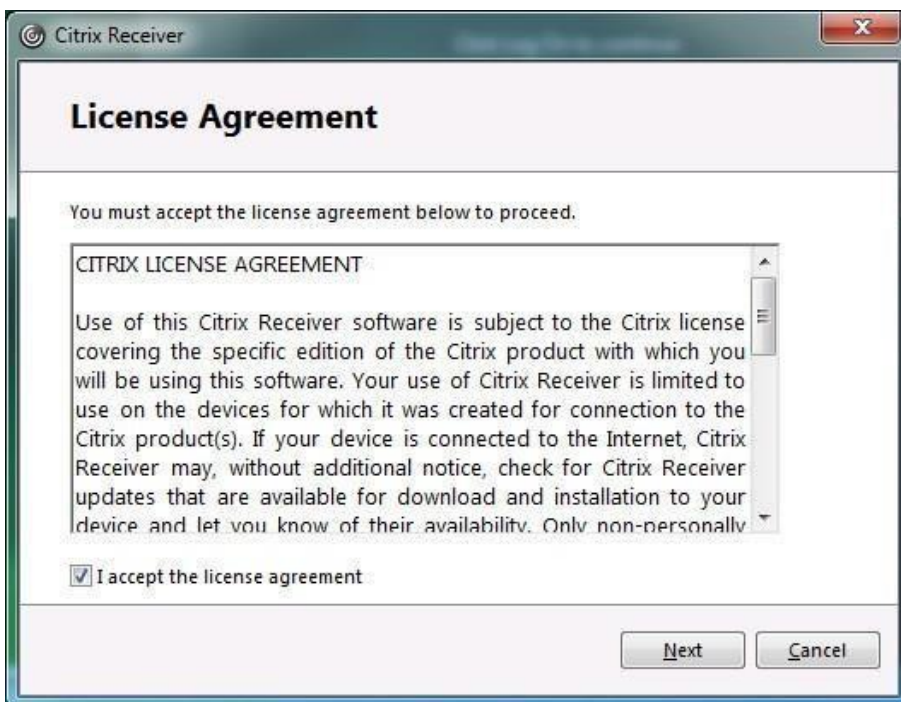 Citrix Receiver
License Agreement
You must accept the license agreement below to proceed.
CITRIX LICENSE AGREEMENT
Use of this Citrix Receiver software is subject to the Citrix license
covering the specific edition of the Citrix product with which you
will be using this software. Your use of Citrix Receiver is limited to
use on the devices for which it was created for connection to the
Citrix product(s). If your device is connected to the Internet, Citrix
Receiver may, without additional notice, check for Citrix Receiver
updates that are available for download and installation to your
device and let you know of their availability. Only non-personally
I accept the license agreement
Next
Cancel